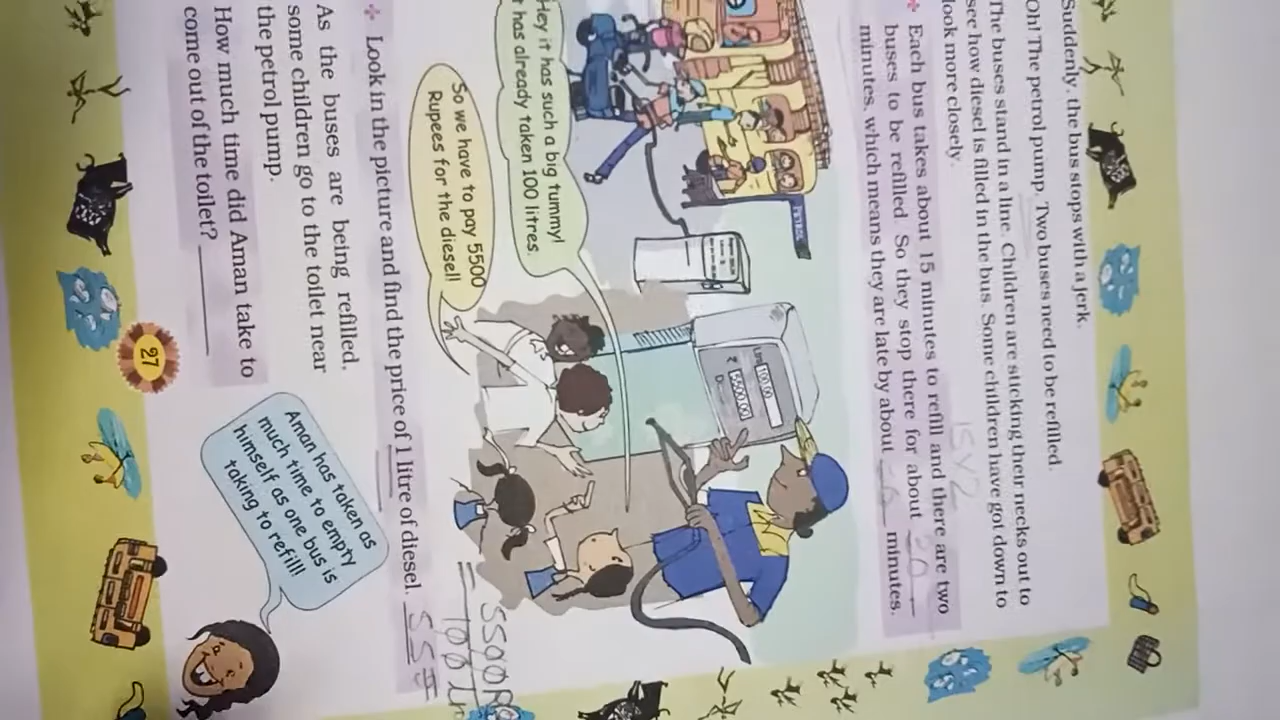 Suddenly, the bus stops with a jerk.
Oh! The petrol pump. Two buses need to be refilled.
The buses stand in a line. Children are sticking their necks out to
see how diesel is filled in the bus. Some children have got down to
look more closely.
15 X 2
Each bus takes about 15 minutes to refill and there are two
buses to be refilled. So they stop there for about
minutes, which means they are late by about minutes.
PETROL
Ltrs 100.00
₹ 5500.00
Hey it has such a big tummy!
It has already taken 100 litres.
So we have to pay 5500
Rupees for the diesel!
Look in the picture and find the price of 1 litre of diesel. 55
= 5500
100
As the buses are being refilled,
some children go to the toilet near
the petrol pump.
How much time did Aman take to
come out of the toilet?
Aman has taken as
much time to empty
himself as one bus is
taking to refill!
27